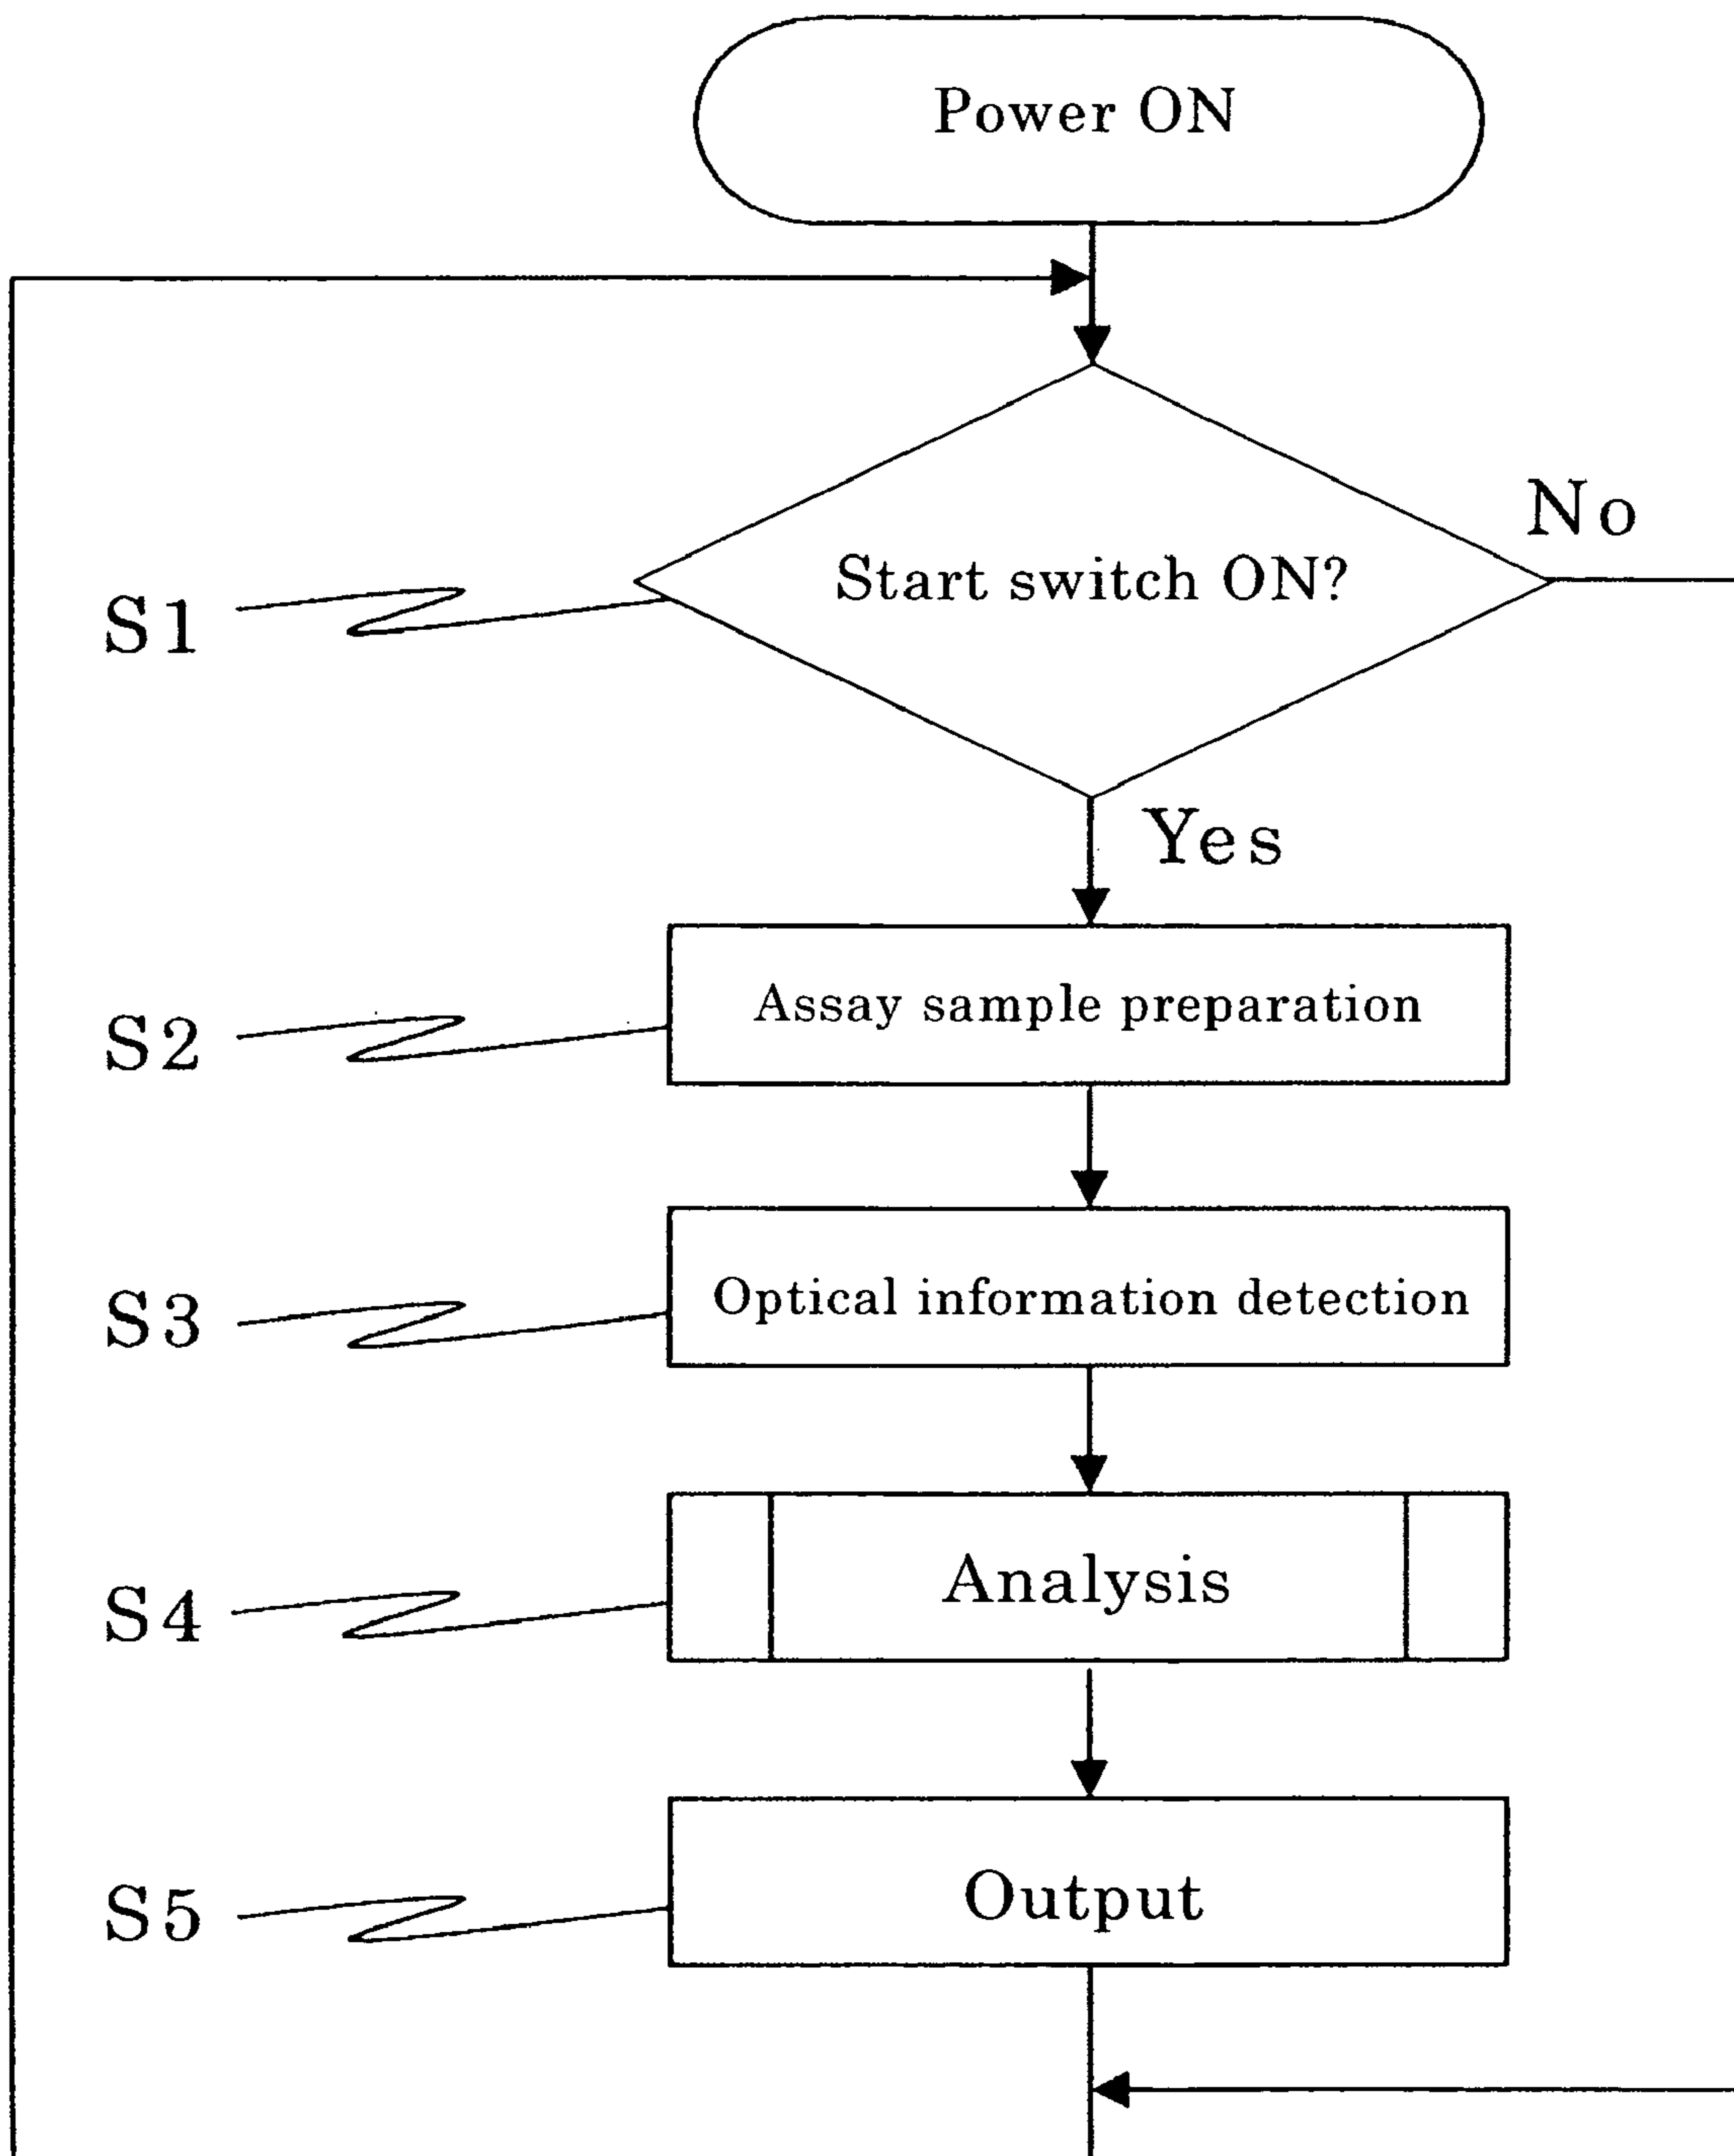 Power ON
No
Start switch ON?
S1
Yes
Assay sample preparation
S2
Optical information detection
S3
Analysis
S4
Output
S5